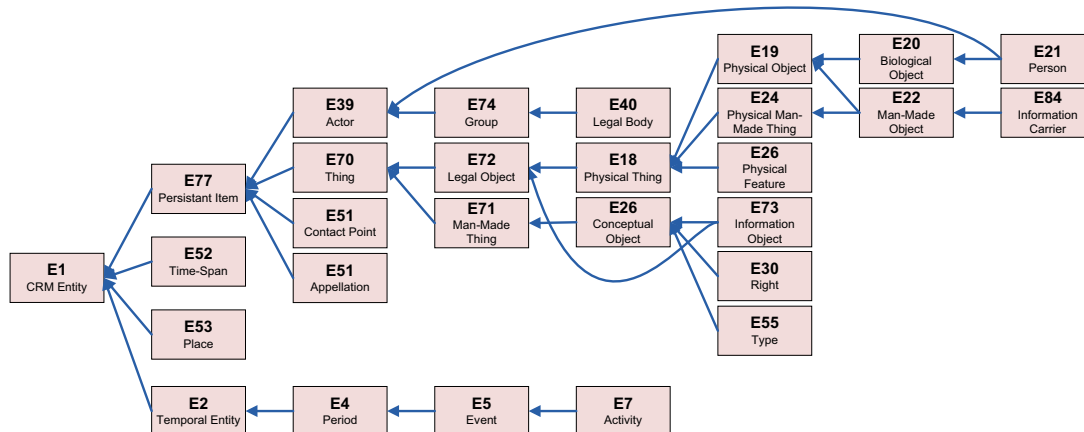 E19
Physical Object
E20
Biological
Object
E21
Person
E39
Actor
E74
Group
E40
Legal Body
E24
Physical Man-
Made Thing
E22
Man-Made
Object
E84
Information
Carrier
E77
Persistant Item
E70
Thing
E72
Legal Object
E18
Physical Thing
E26
Physical
Feature
E51
Contact Point
E71
Man-Made
Thing
E26
Conceptual
Object
E73
Information
Object
E1
CRM Entity
E52
Time-Span
E51
Appellation
E30
Right
E53
Place
E55
Type
E2
Temporal Entity
E4
Period
E5
Event
E7
Activity